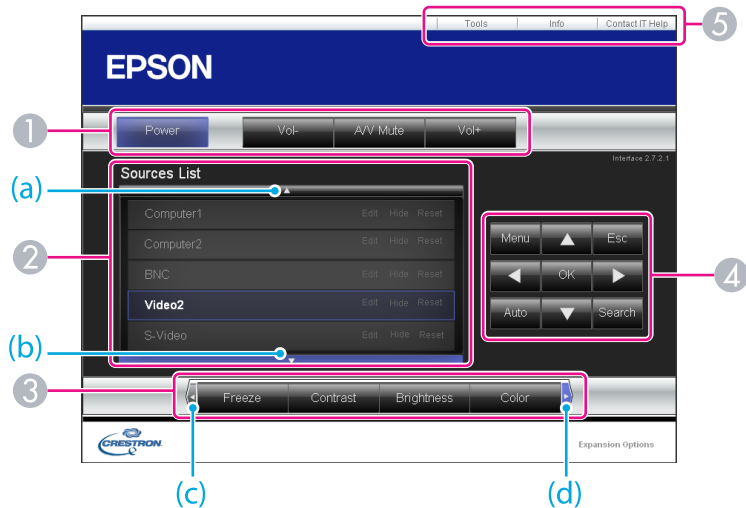 Tools Info Contact IT Help
5
EPSON
1
Power Vol- A/V Mute Vol+
Interface 2.7.2.1
Sources List
(a)
Computer1 Edit Hide Reset
Computer2 Edit Hide Reset
BNC Edit Hide Reset
Video2 Edit Hide Reset
S-Video Edit Hide Reset
2
(b)
Menu Esc
OK
Auto Search
4
3
Freeze Contrast Brightness Color
CRESTRON
Expansion Options
(c) (d)